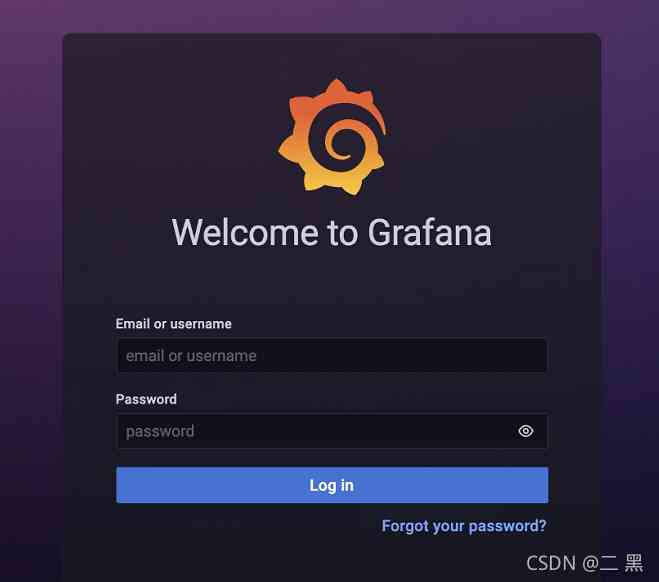 Welcome to Grafana
Email or username
email or username
Password
password
Log in
Forgot your password?
CSDN @二 黑